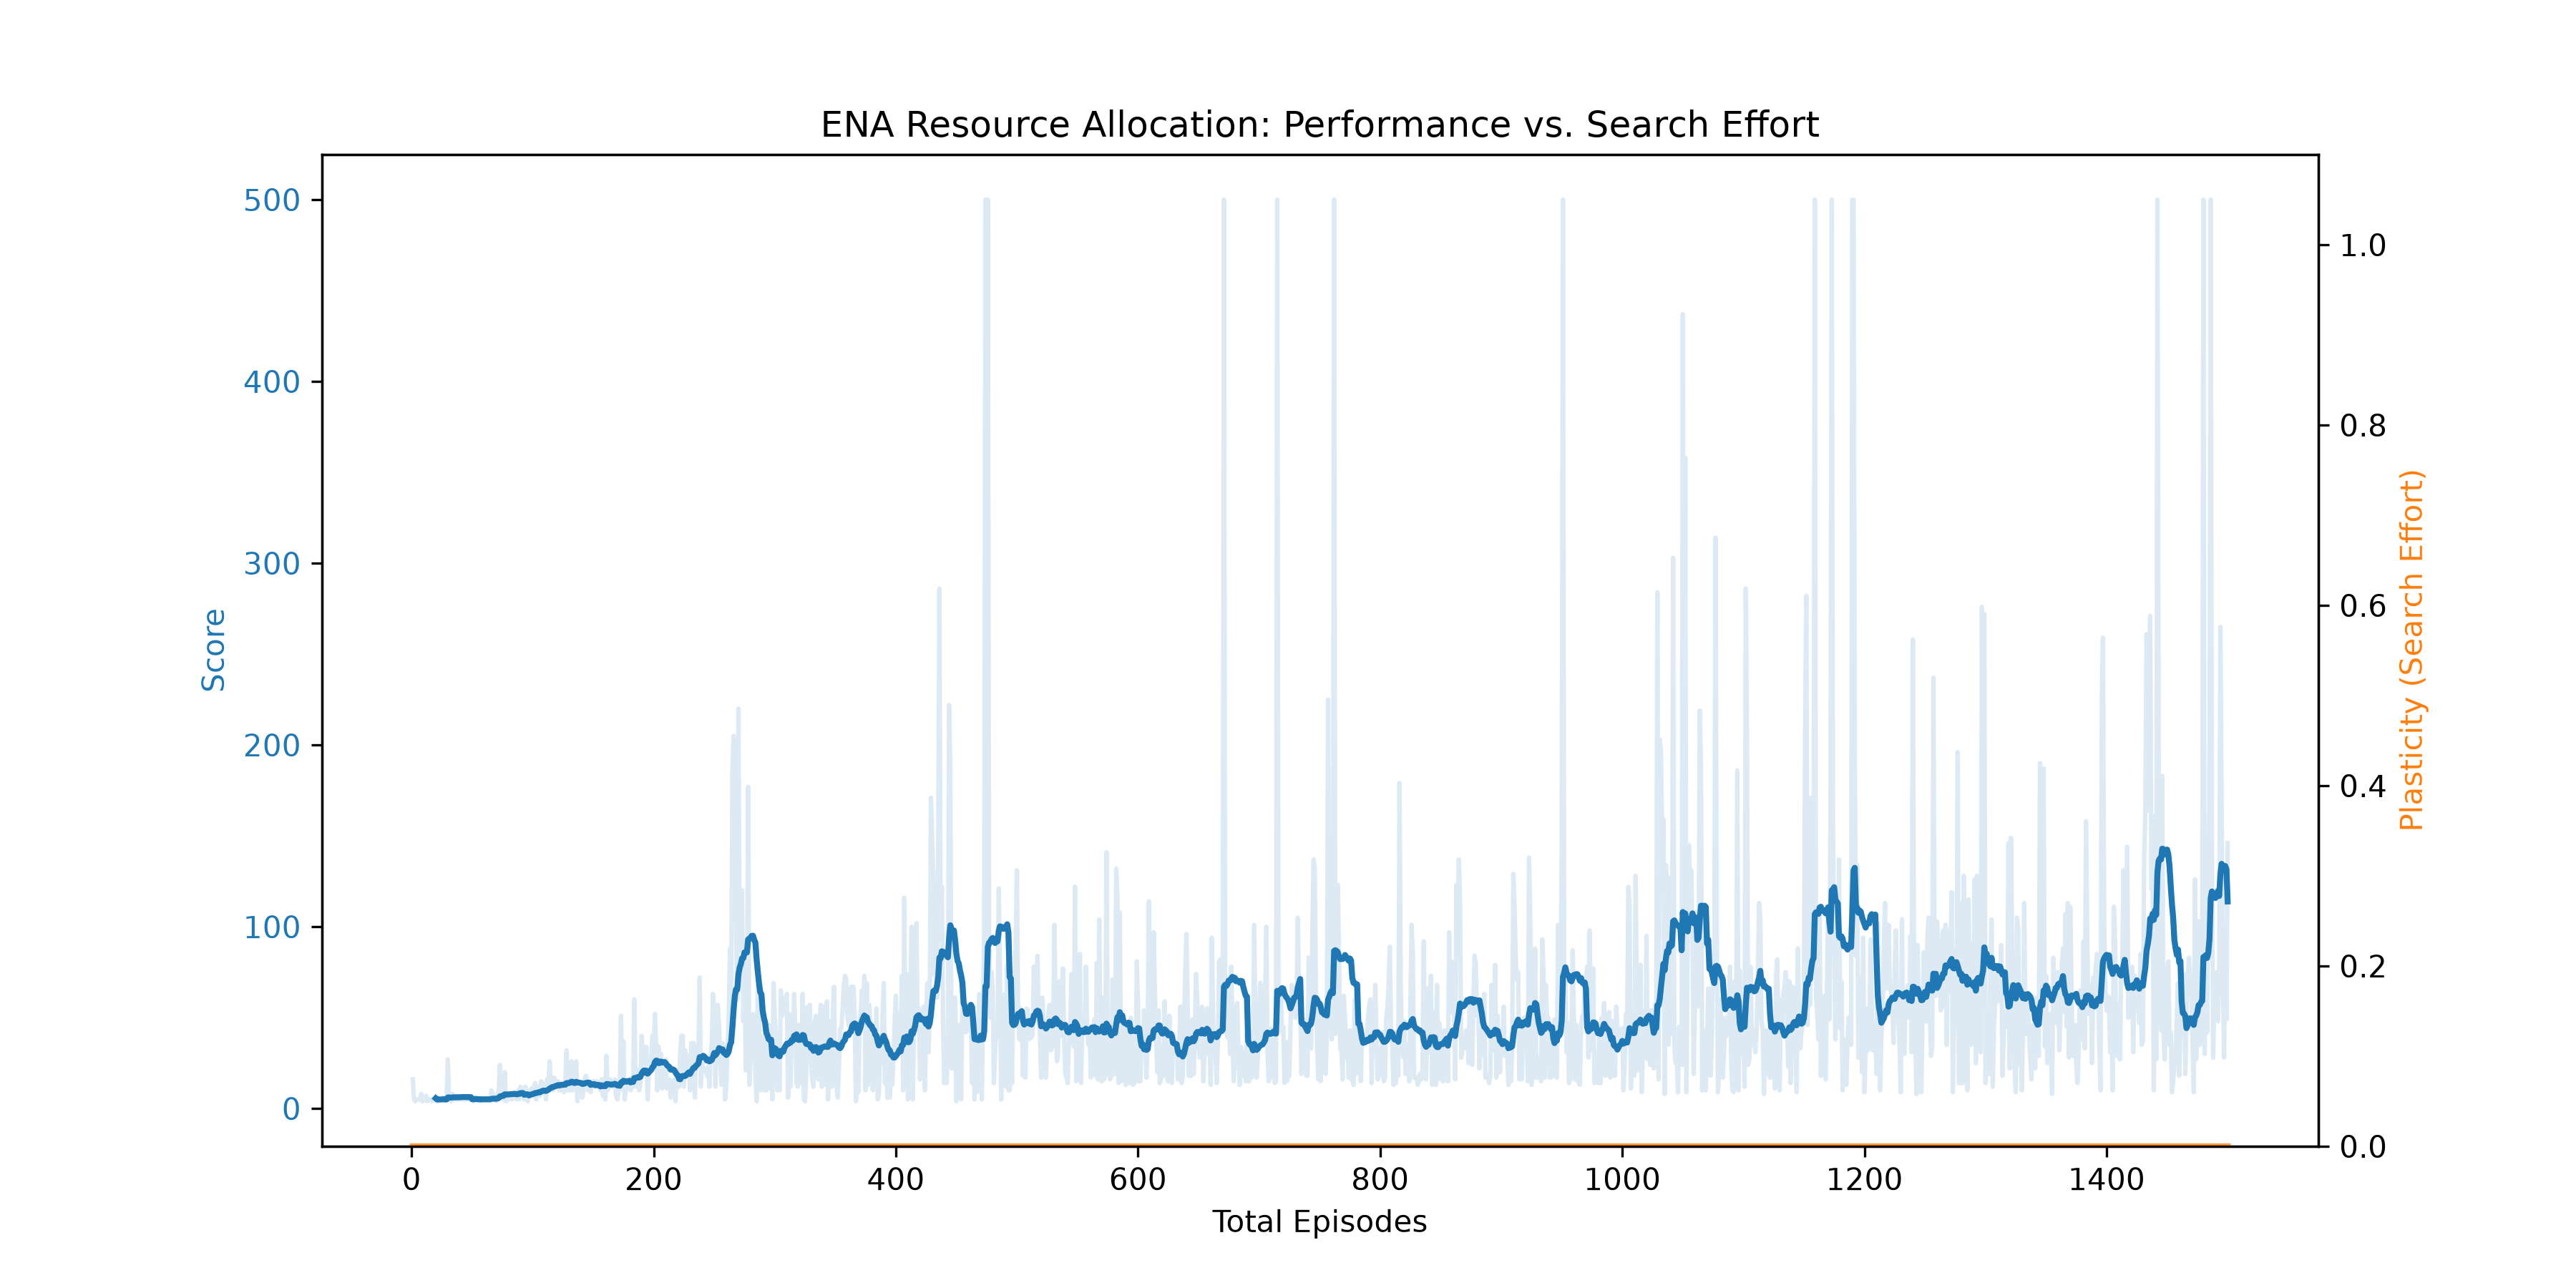 ENA Resource Allocation: Performance vs. Search Effort
500
400
300
200
100
0
Score
1.0
0.8
0.6
0.4
0.2
0.0
Plasticity (Search Effort)
0 200 400 600 800 1000 1200 1400
Total Episodes